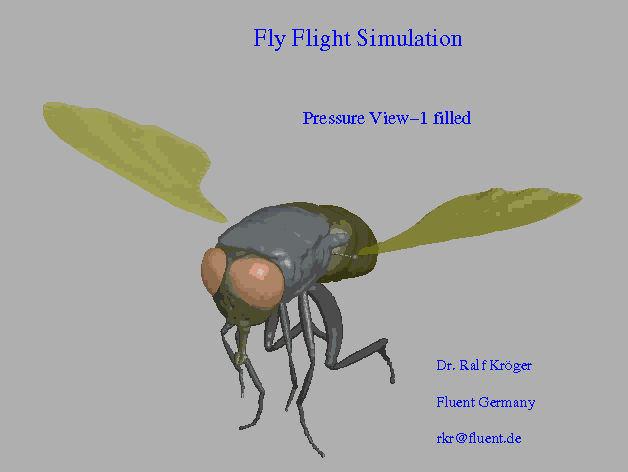 Fly Flight Simulation
Pressure View-1 filled
Dr. Ralf Kröger
Fluent Germany
rkr@fluent.de